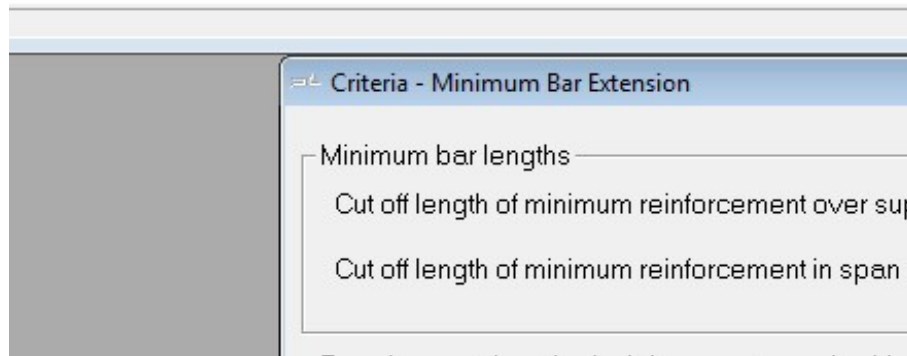 Criteria - Minimum Bar Extension
Minimum bar lengths
Cut off length of minimum reinforcement over
Cut off length of minimum reinforcement in span